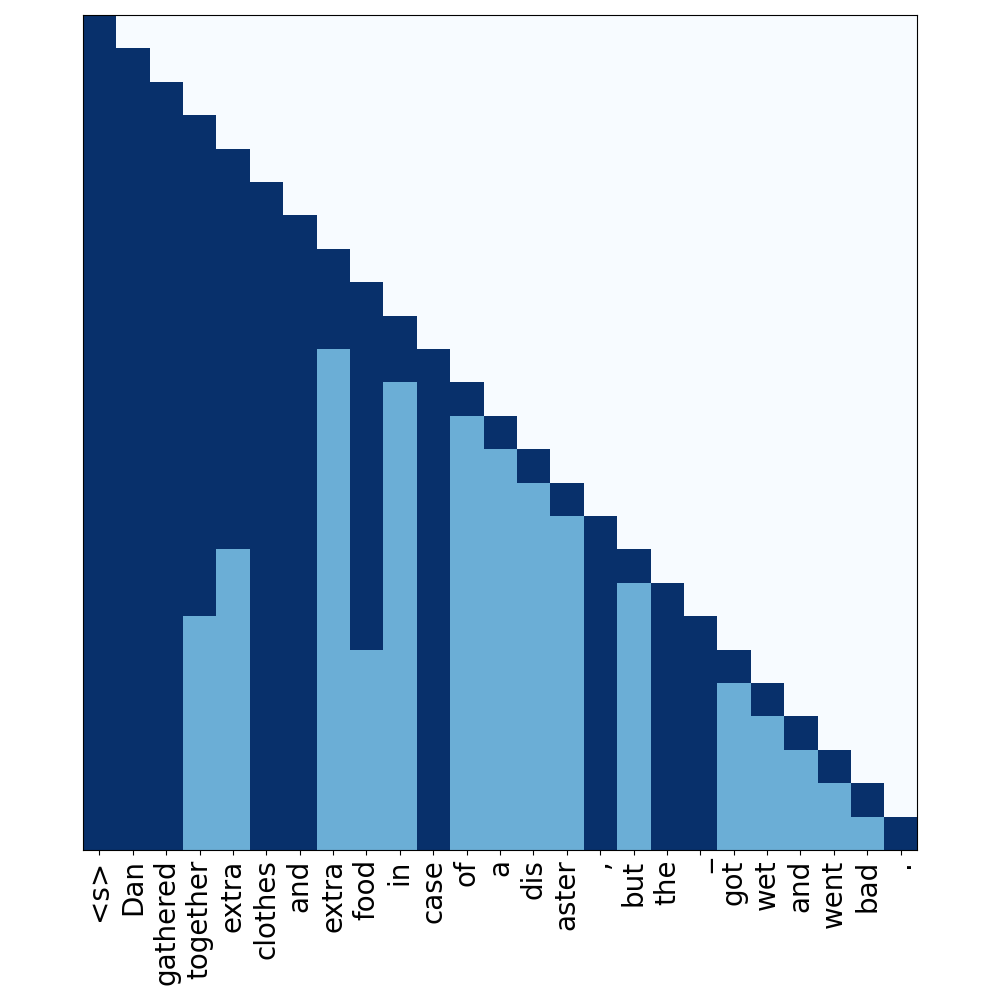 <s>
Dan
gathered
together
extra
clothes
and
extra
food
in
case
of
a
dis
aster
,
but
the
_
got
wet
and
went
bad
.